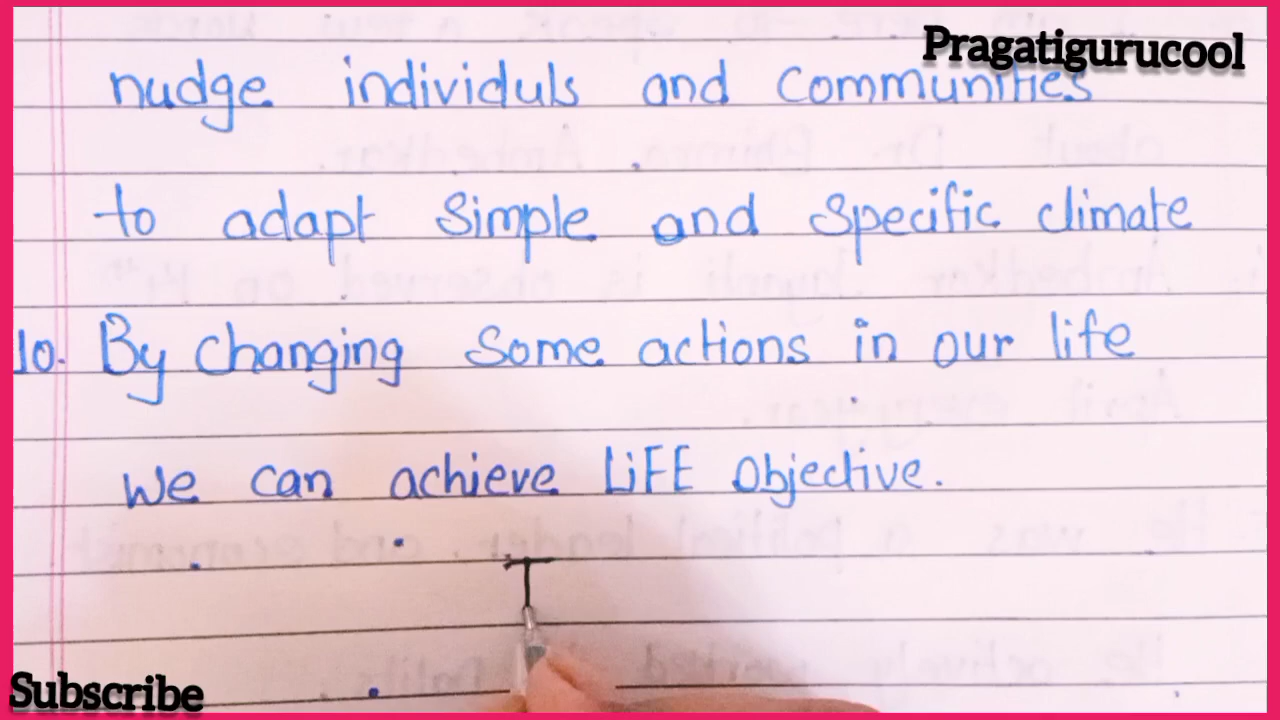 Pragatigurucool
nudge individuls and communities
to adapt simple and specific climate
10. By changing some actions in our life
we can achieve LiFE objective.
T
Subscribe